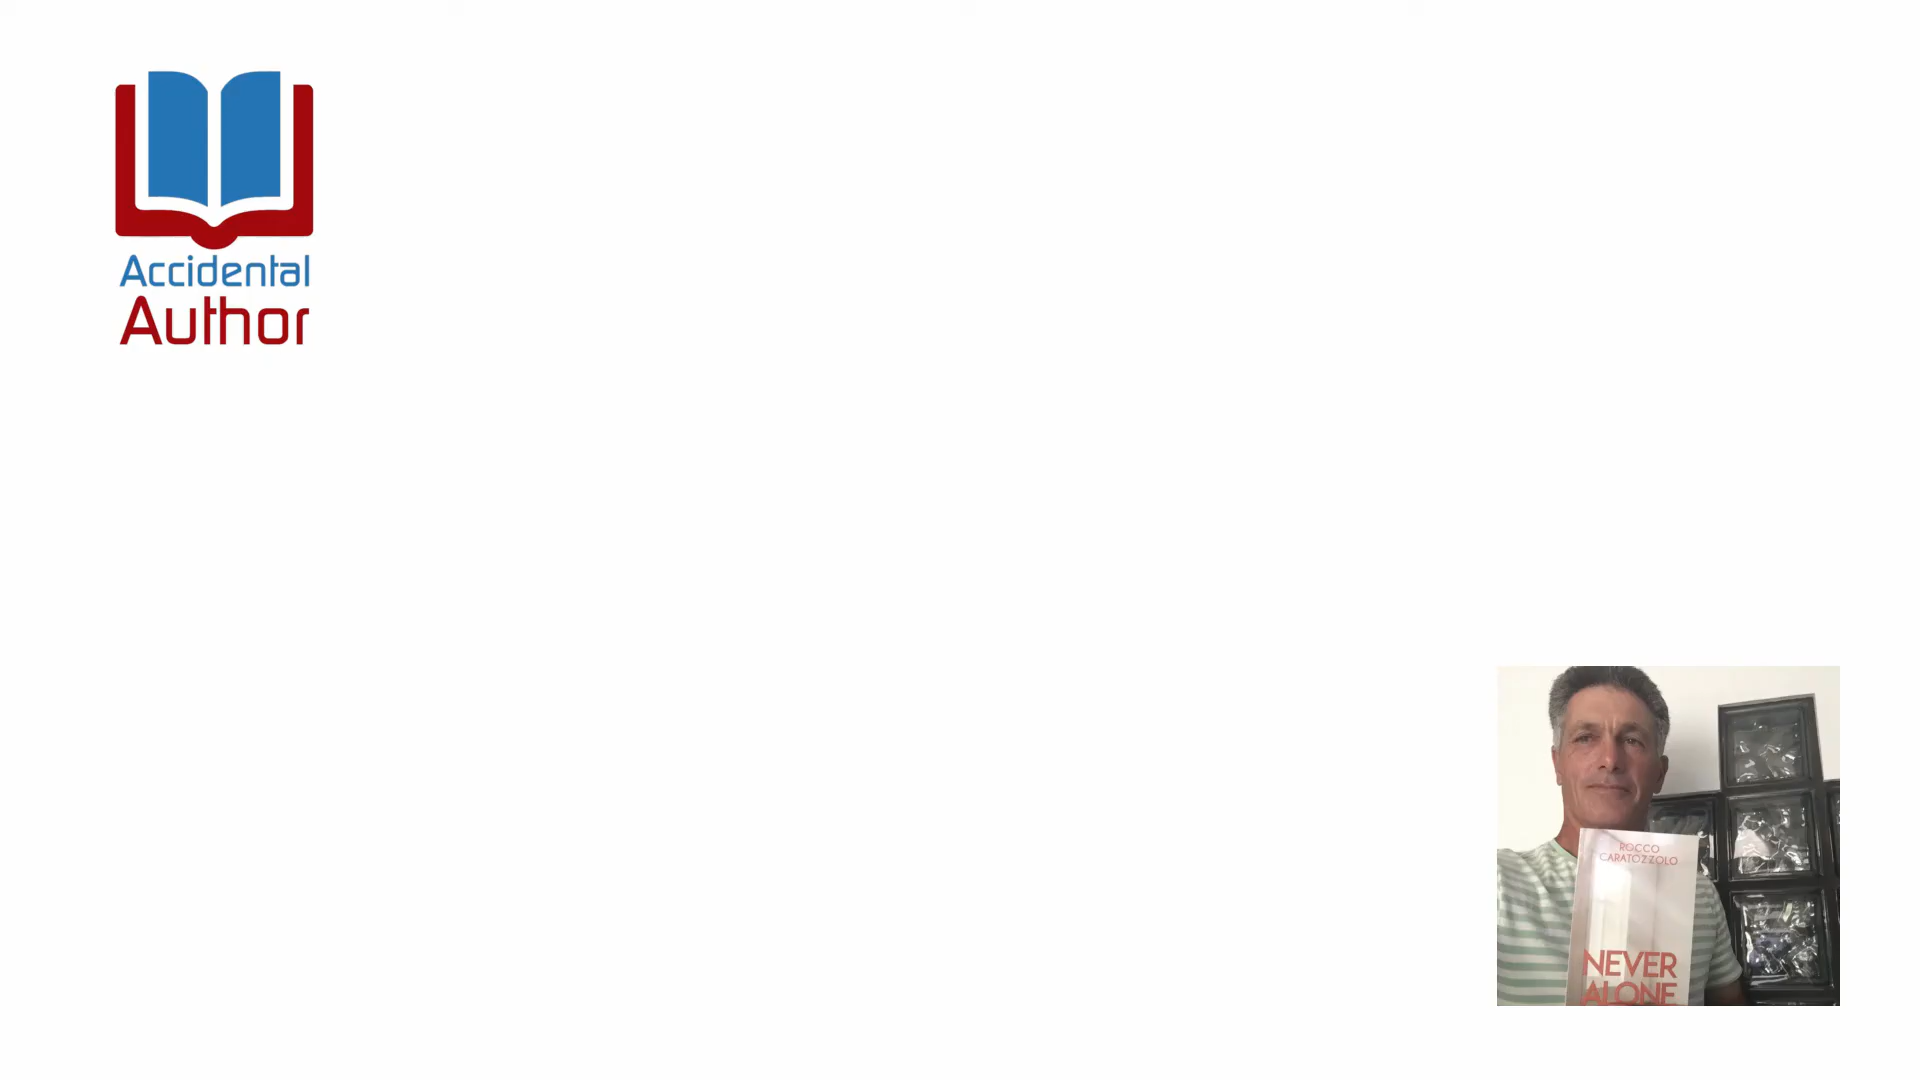 Accidental
Author
ROCCO
CARATOZZOLO
NEVER
ALONE